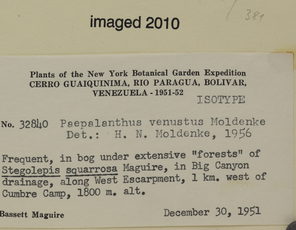 381
imaged 2010
Plants of the New York Botanical Garden Expedition
CERRO GUAIQUINIMA, RIO PARAGUA, BOLIVAR,
VENEZUELA - 1951-52
ISOTYPE
No. 32840 Paepalanthus venustus Moldenke
Det.: H. N. Moldenke, 1956
Frequent, in bog under extensive "forests" of
Stegolepis squarrosa Maguire, in Big Canyon
drainage, along West Escarpment, 1 km. west of
Cumbre Camp, 1800 m. alt.
Bassett Maguire December 30, 1951